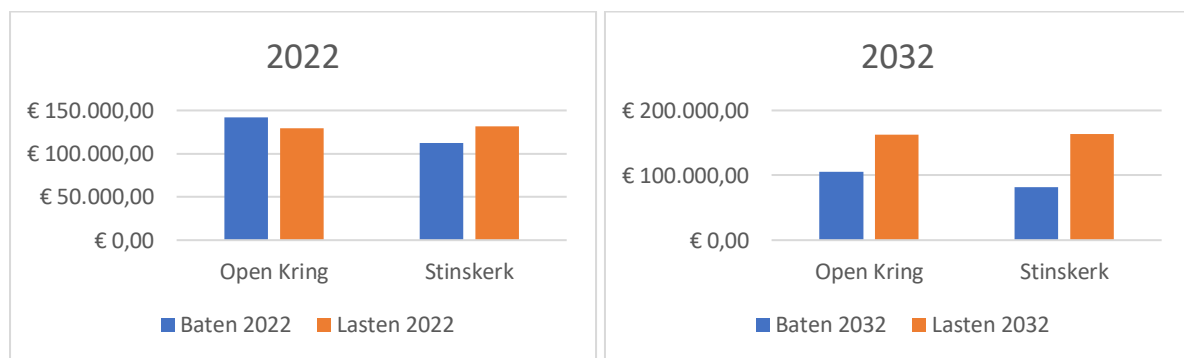 2022
€ 150.000,00
€ 100.000,00
€ 50.000,00
€ 0,00
Open Kring
Stinskerk
Baten 2022
Lasten 2022
2032
€ 200.000,00
€ 100.000,00
€ 0,00
Open Kring
Stinskerk
Baten 2032
Lasten 2032